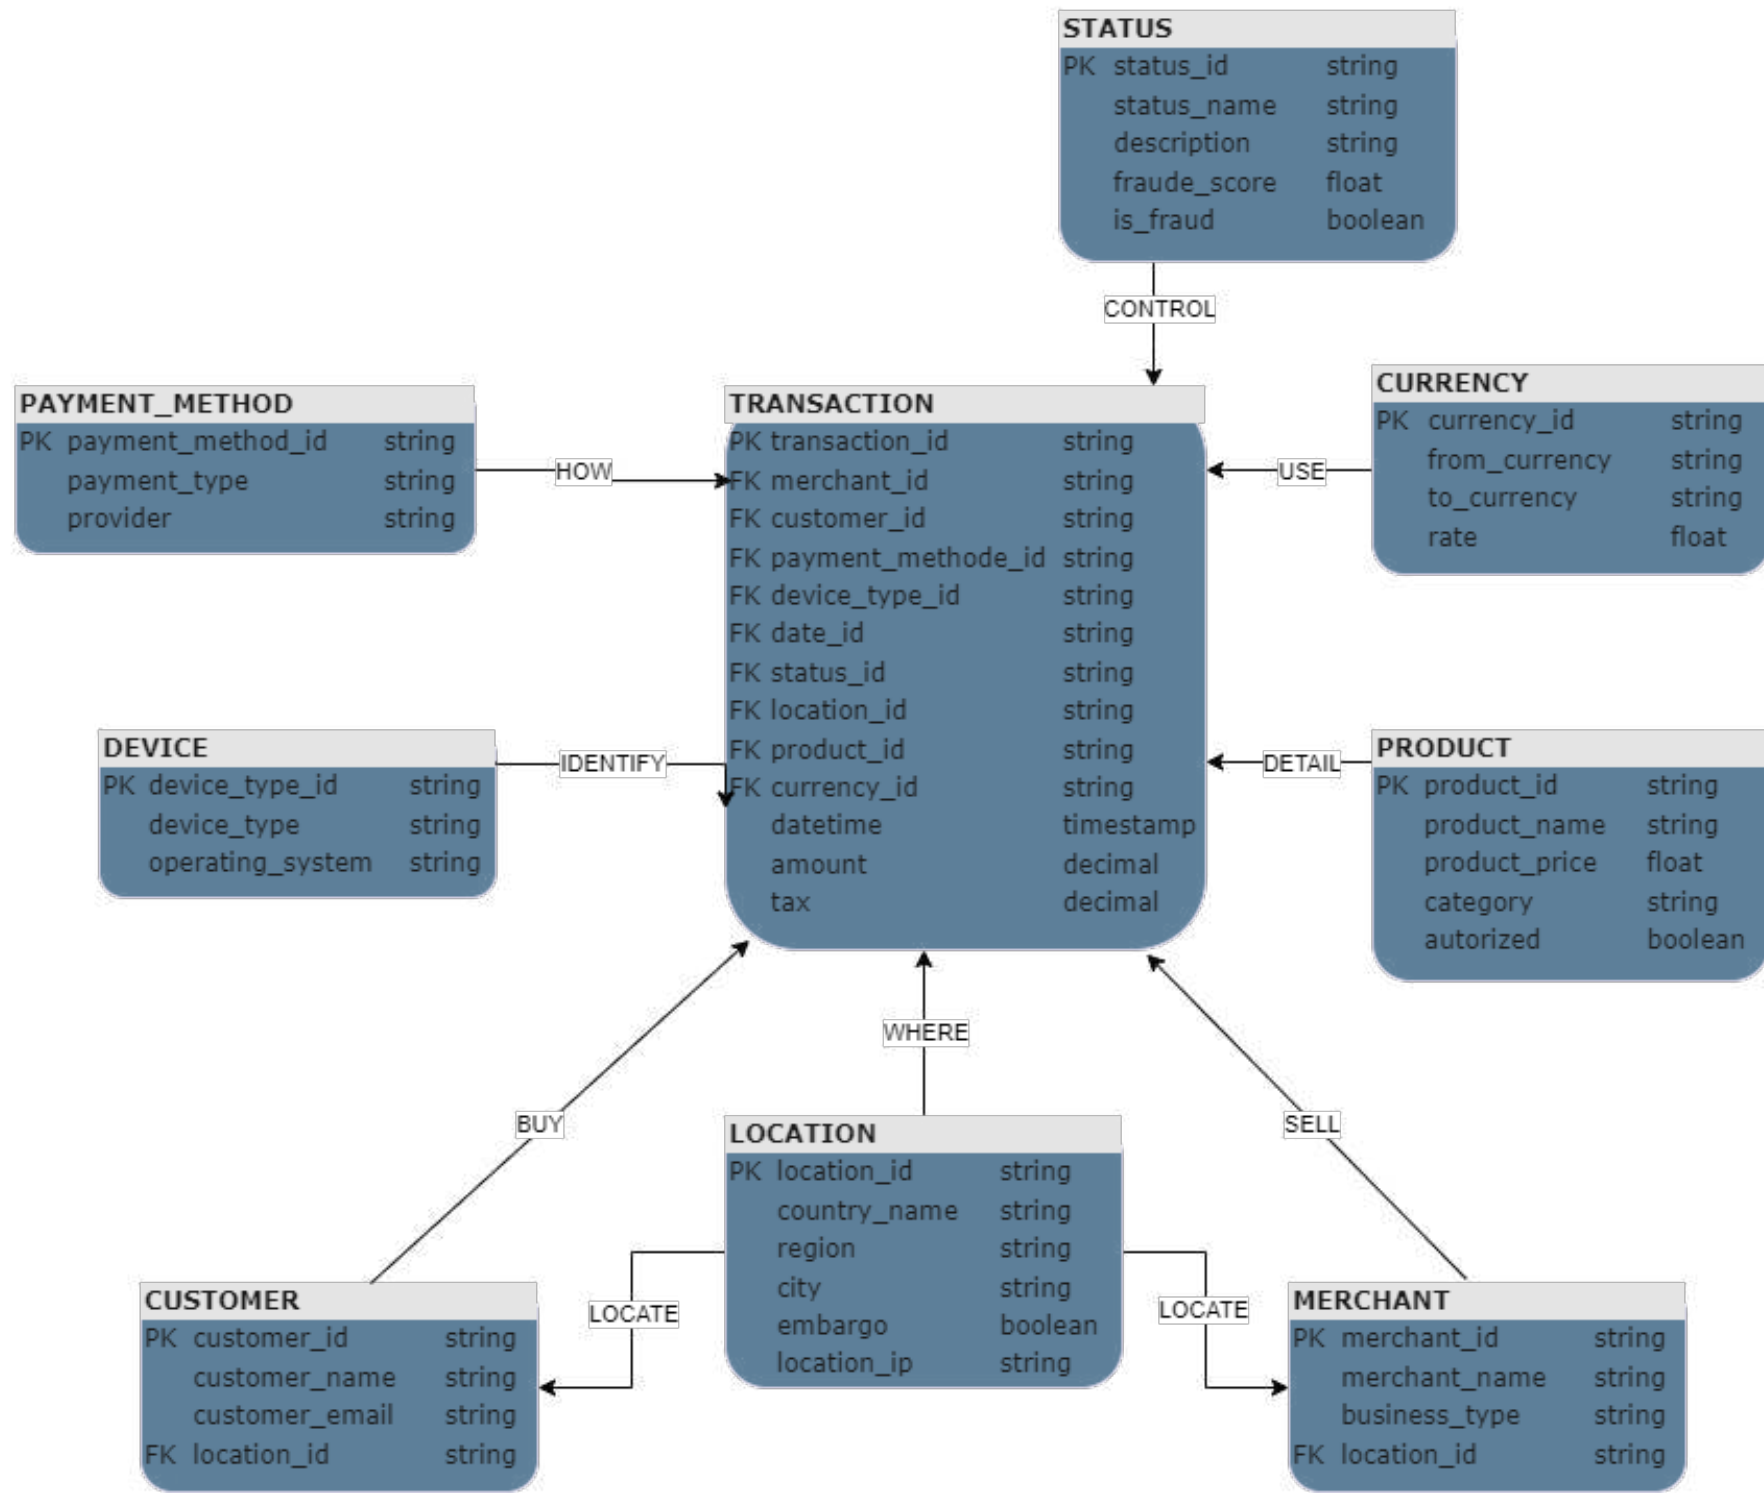 STATUS
PK status_id string
status_name string
description string
fraude_score float
is_fraud boolean
CONTROL
PAYMENT_METHOD
PK payment_method_id string
payment_type string
provider string
HOW
TRANSACTION
PK transaction_id string
FK merchant_id string
FK customer_id string
FK payment_methode_id string
FK device_type_id string
FK date_id string
FK status_id string
FK location_id string
FK product_id string
FK currency_id string
datetime timestamp
amount decimal
tax decimal
USE
CURRENCY
PK currency_id string
from_currency string
to_currency string
rate float
DEVICE
PK device_type_id string
device_type string
operating_system string
IDENTIFY
DETAIL
PRODUCT
PK product_id string
product_name string
product_price float
category string
autorized boolean
BUY
WHERE
SELL
LOCATION
PK location_id string
country_name string
region string
city string
embargo boolean
location_ip string
LOCATE
LOCATE
CUSTOMER
PK customer_id string
customer_name string
customer_email string
FK location_id string
MERCHANT
PK merchant_id string
merchant_name string
business_type string
FK location_id string